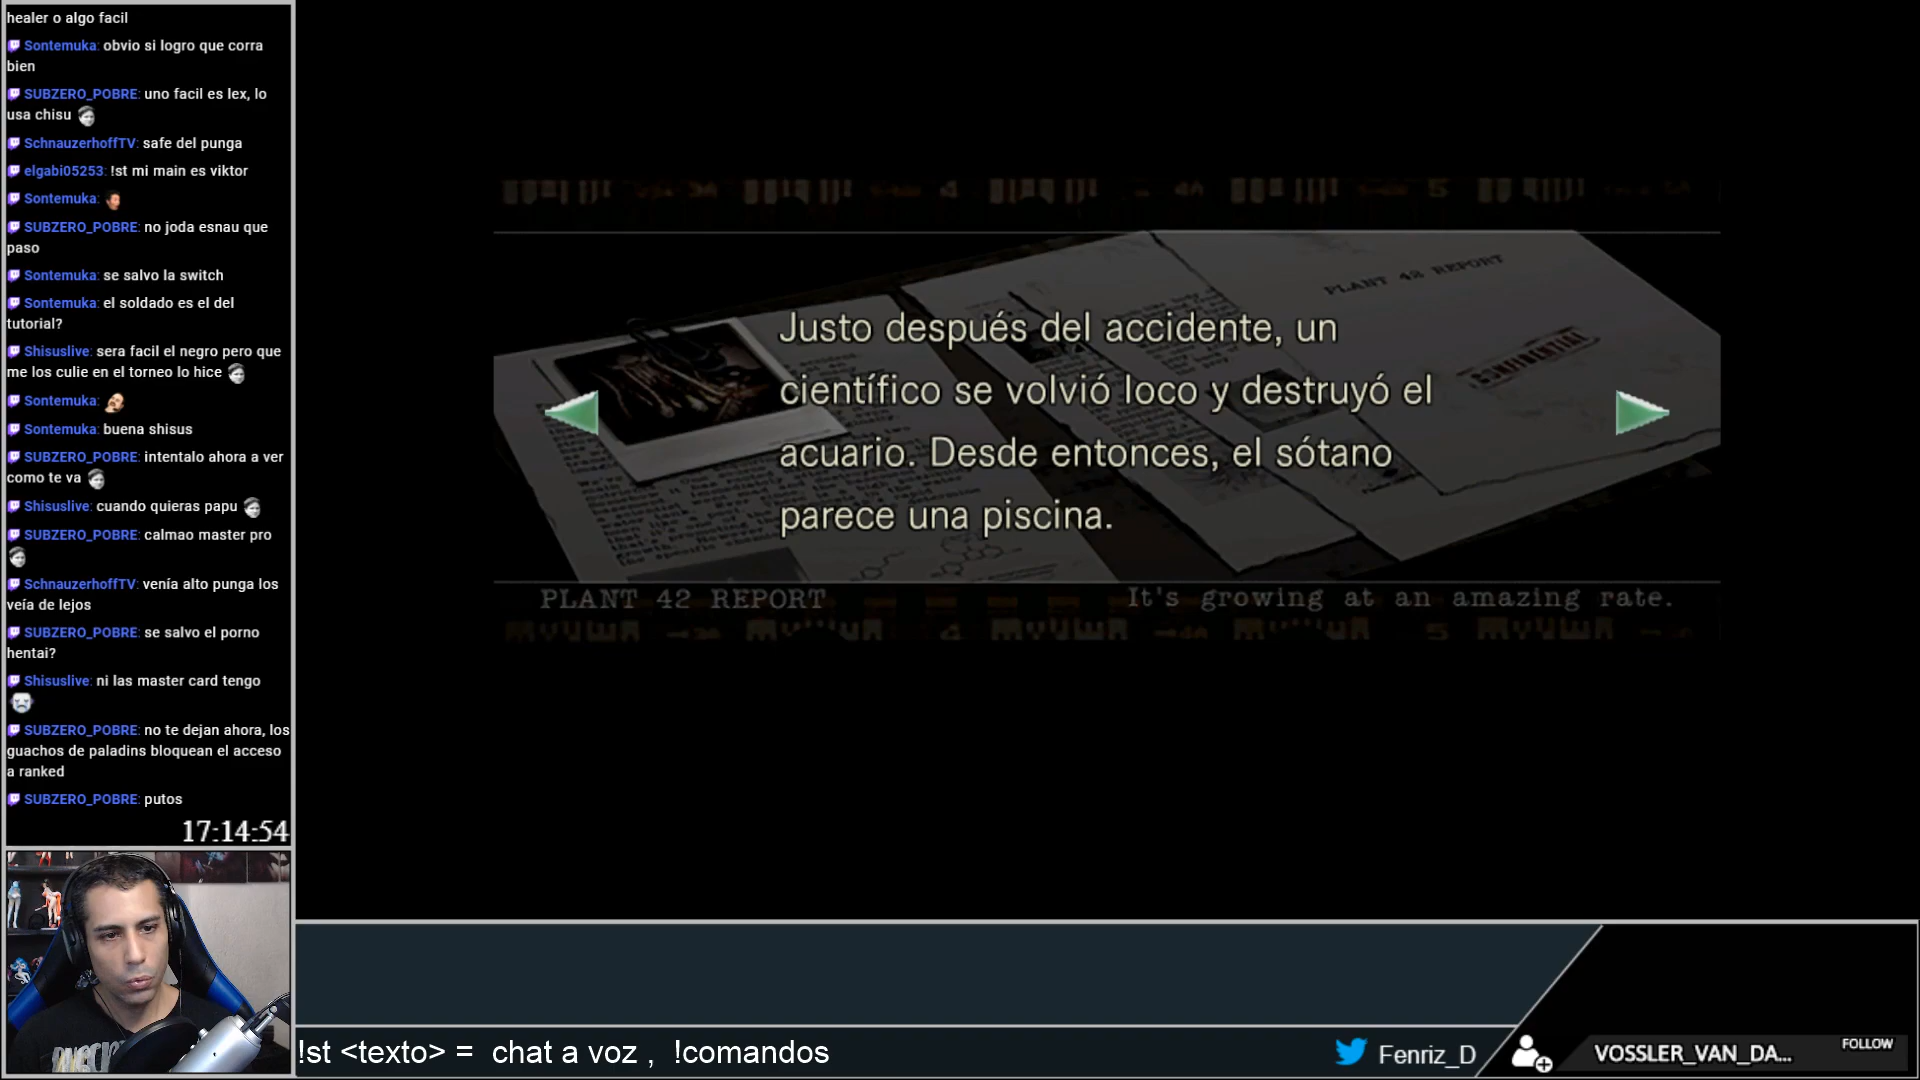 healer o algo facil
Sontemuka: obvio si logro que corra
bien
SUBZERO_POBRE: uno facil es lex, lo
usa chisu
SchnauzerhoffTV: safe del punga
elgabi05253: !st mi main es viktor
Sontemuka:
SUBZERO_POBRE: no joda esnau que
paso
Sontemuka: se salvo la switch
Sontemuka: el soldado es el del
tutorial?
Shisuslive: sera facil el negro pero que
me los culie en el torneo lo hice
Sontemuka:
Sontemuka: buena shisus
SUBZERO_POBRE: intentalo ahora a ver
como te va
Shisuslive: cuando quieras papu
SUBZERO_POBRE: calmao master pro
SchnauzerhoffTV: venía alto punga los
veía de lejos
SUBZERO_POBRE: se salvo el porno
hentai?
Shisuslive: ni las master card tengo
SUBZERO_POBRE: no te dejan ahora, los
guachos de paladins bloquean el acceso
a ranked
SUBZERO_POBRE: putos
17:14:54
PLANT 42 REPORT
CONFIDENTIAL
Justo después del accidente, un
científico se volvió loco y destruyó el
acuario. Desde entonces, el sótano
parece una piscina.
PLANT 42 REPORT
It's growing at an amazing rate.
!st <texto> = chat a voz , !comandos
Fenriz_D
VOSSLER_VAN_DA...
FOLLOW